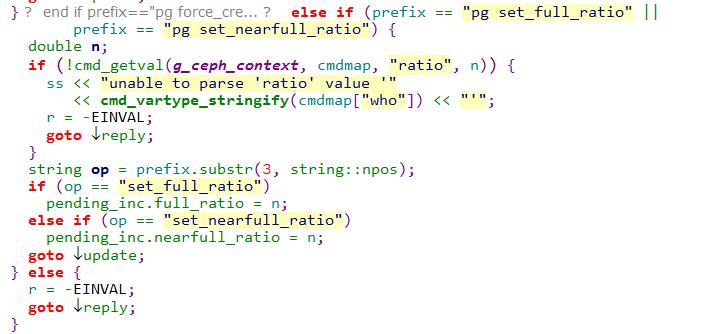 } ? end if prefix=="pg force_cre... ? else if (prefix == "pg set_full_ratio" ||
prefix == "pg set_nearfull_ratio") {
double n;
if (!cmd_getval(g_ceph_context, cmdmap, "ratio", n)) {
ss << "unable to parse 'ratio' value '"
<< cmd_vartype_stringify(cmdmap["who"]) << "'";
r = -EINVAL;
goto ↓reply;
}
string op = prefix.substr(3, string::npos);
if (op == "set_full_ratio")
pending_inc.full_ratio = n;
else if (op == "set_nearfull_ratio")
pending_inc.nearfull_ratio = n;
goto ↓update;
} else {
r = -EINVAL;
goto ↓reply;
}